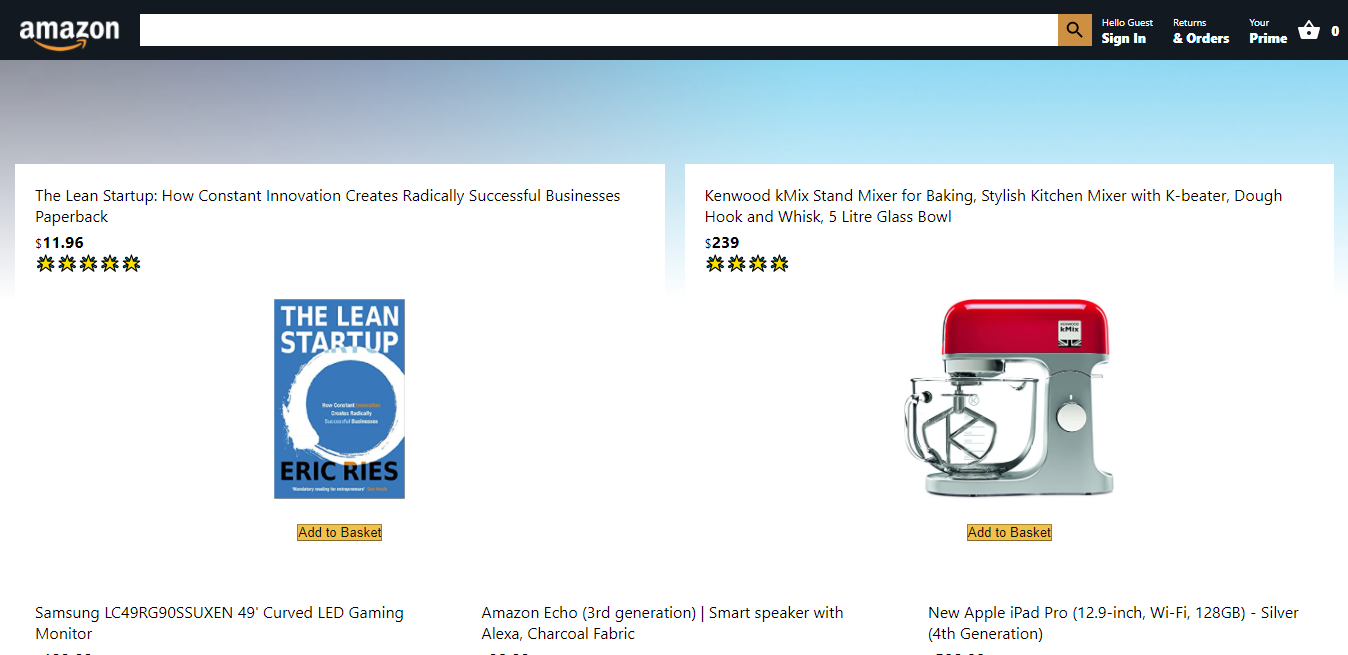 amazon
Hello Guest
Sign In
Returns
& Orders
Your
Prime
0
The Lean Startup: How Constant Innovation Creates Radically Successful Businesses
Paperback
$11.96
THE LEAN
STARTUP
How Constant Innovation
Creates Radically
Successful Businesses
ERIC RIES
'Mandatory reading for entrepreneurs'
Add to Basket
Kenwood kMix Stand Mixer for Baking, Stylish Kitchen Mixer with K-beater, Dough
Hook and Whisk, 5 Litre Glass Bowl
$239
KENWOOD
kMix
Add to Basket
Samsung LC49RG90SSUXEN 49' Curved LED Gaming
Monitor
Amazon Echo (3rd generation) | Smart speaker with
Alexa, Charcoal Fabric
New Apple iPad Pro (12.9-inch, Wi-Fi, 128GB) - Silver
(4th Generation)